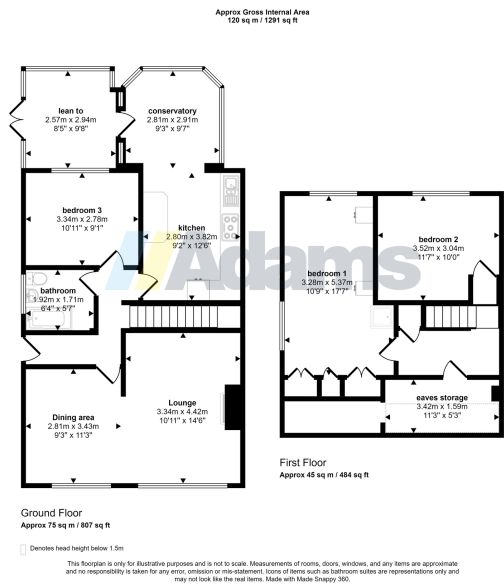 Approx Gross Internal Area
120 sq m / 1291 sq ft
lean to
2.57m x 2.94m
8'5" x 9'8"
conservatory
2.81m x 2.91m
9'3" x 9'7"
bedroom 3
3.34m x 2.78m
10'11" x 9'1"
kitchen
2.80m x 3.82m
9'2" x 12'6"
bathroom
1.92m x 1.71m
6'4" x 5'7"
Dining area
2.81m x 3.43m
9'3" x 11'3"
Lounge
3.34m x 4.42m
10'11" x 14'6"
Adams
bedroom 1
3.28m x 5.37m
10'9" x 17'7"
bedroom 2
3.52m x 3.04m
11'7" x 10'0"
eaves storage
3.42m x 1.59m
11'3" x 5'3"
First Floor
Approx 45 sq m / 484 sq ft
Ground Floor
Approx 75 sq m / 807 sq ft
Denotes head height below 1.5m
This floorplan is only for illustrative purposes and is not to scale. Measurements of rooms, doors, windows, and any items are approximate
and no responsibility is taken for any error, omission or mis-statement. Icons of items such as bathroom suites are representations only and
may not look like the real items. Made with Made Snappy 360.